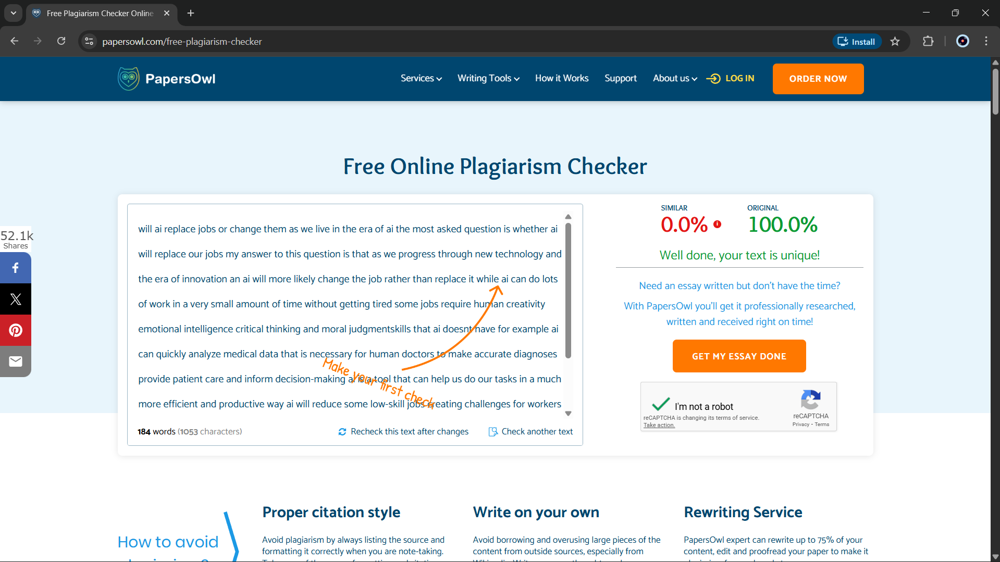 Free Plagiarism Checker Online
papersowl.com/free-plagiarism-checker
Install
PapersOwl
Services
Writing Tools
How it Works
Support
About us
LOG IN
ORDER NOW
Free Online Plagiarism Checker
52.1k
Shares
will ai replace jobs or change them as we live in the era of ai the most asked question is whether ai
will replace our jobs my answer to this question is that as we progress through new technology and
the era of innovation an ai will more likely change the job rather than replace it while ai can do lots
of work in a very small amount of time without getting tired some jobs require human creativity
emotional intelligence critical thinking and moral judgmentskills that ai doesnt have for example ai
can quickly analyze medical data that is necessary for human doctors to make accurate diagnoses
provide patient care and inform decision-making ai is a tool that can help us do our tasks in a much
more efficient and productive way ai will reduce some low-skill jobs creating challenges for workers
Make your first check
184 words (1053 characters)
Recheck this text after changes
Check another text
SIMILAR
0.0%
ORIGINAL
100.0%
Well done, your text is unique!
Need an essay written but don't have the time?
With PapersOwl you'll get it professionally researched,
written and received right on time!
GET MY ESSAY DONE
I'm not a robot
reCAPTCHA is changing its terms of service.
Take action.
reCAPTCHA
Privacy - Terms
How to avoid
Proper citation style
Avoid plagiarism by always listing the source and
formatting it correctly when you are note-taking.
Write on your own
Avoid borrowing and overusing large pieces of the
content from outside sources, especially from
Rewriting Service
PapersOwl expert can rewrite up to 75% of your
content, edit and proofread your paper to make it